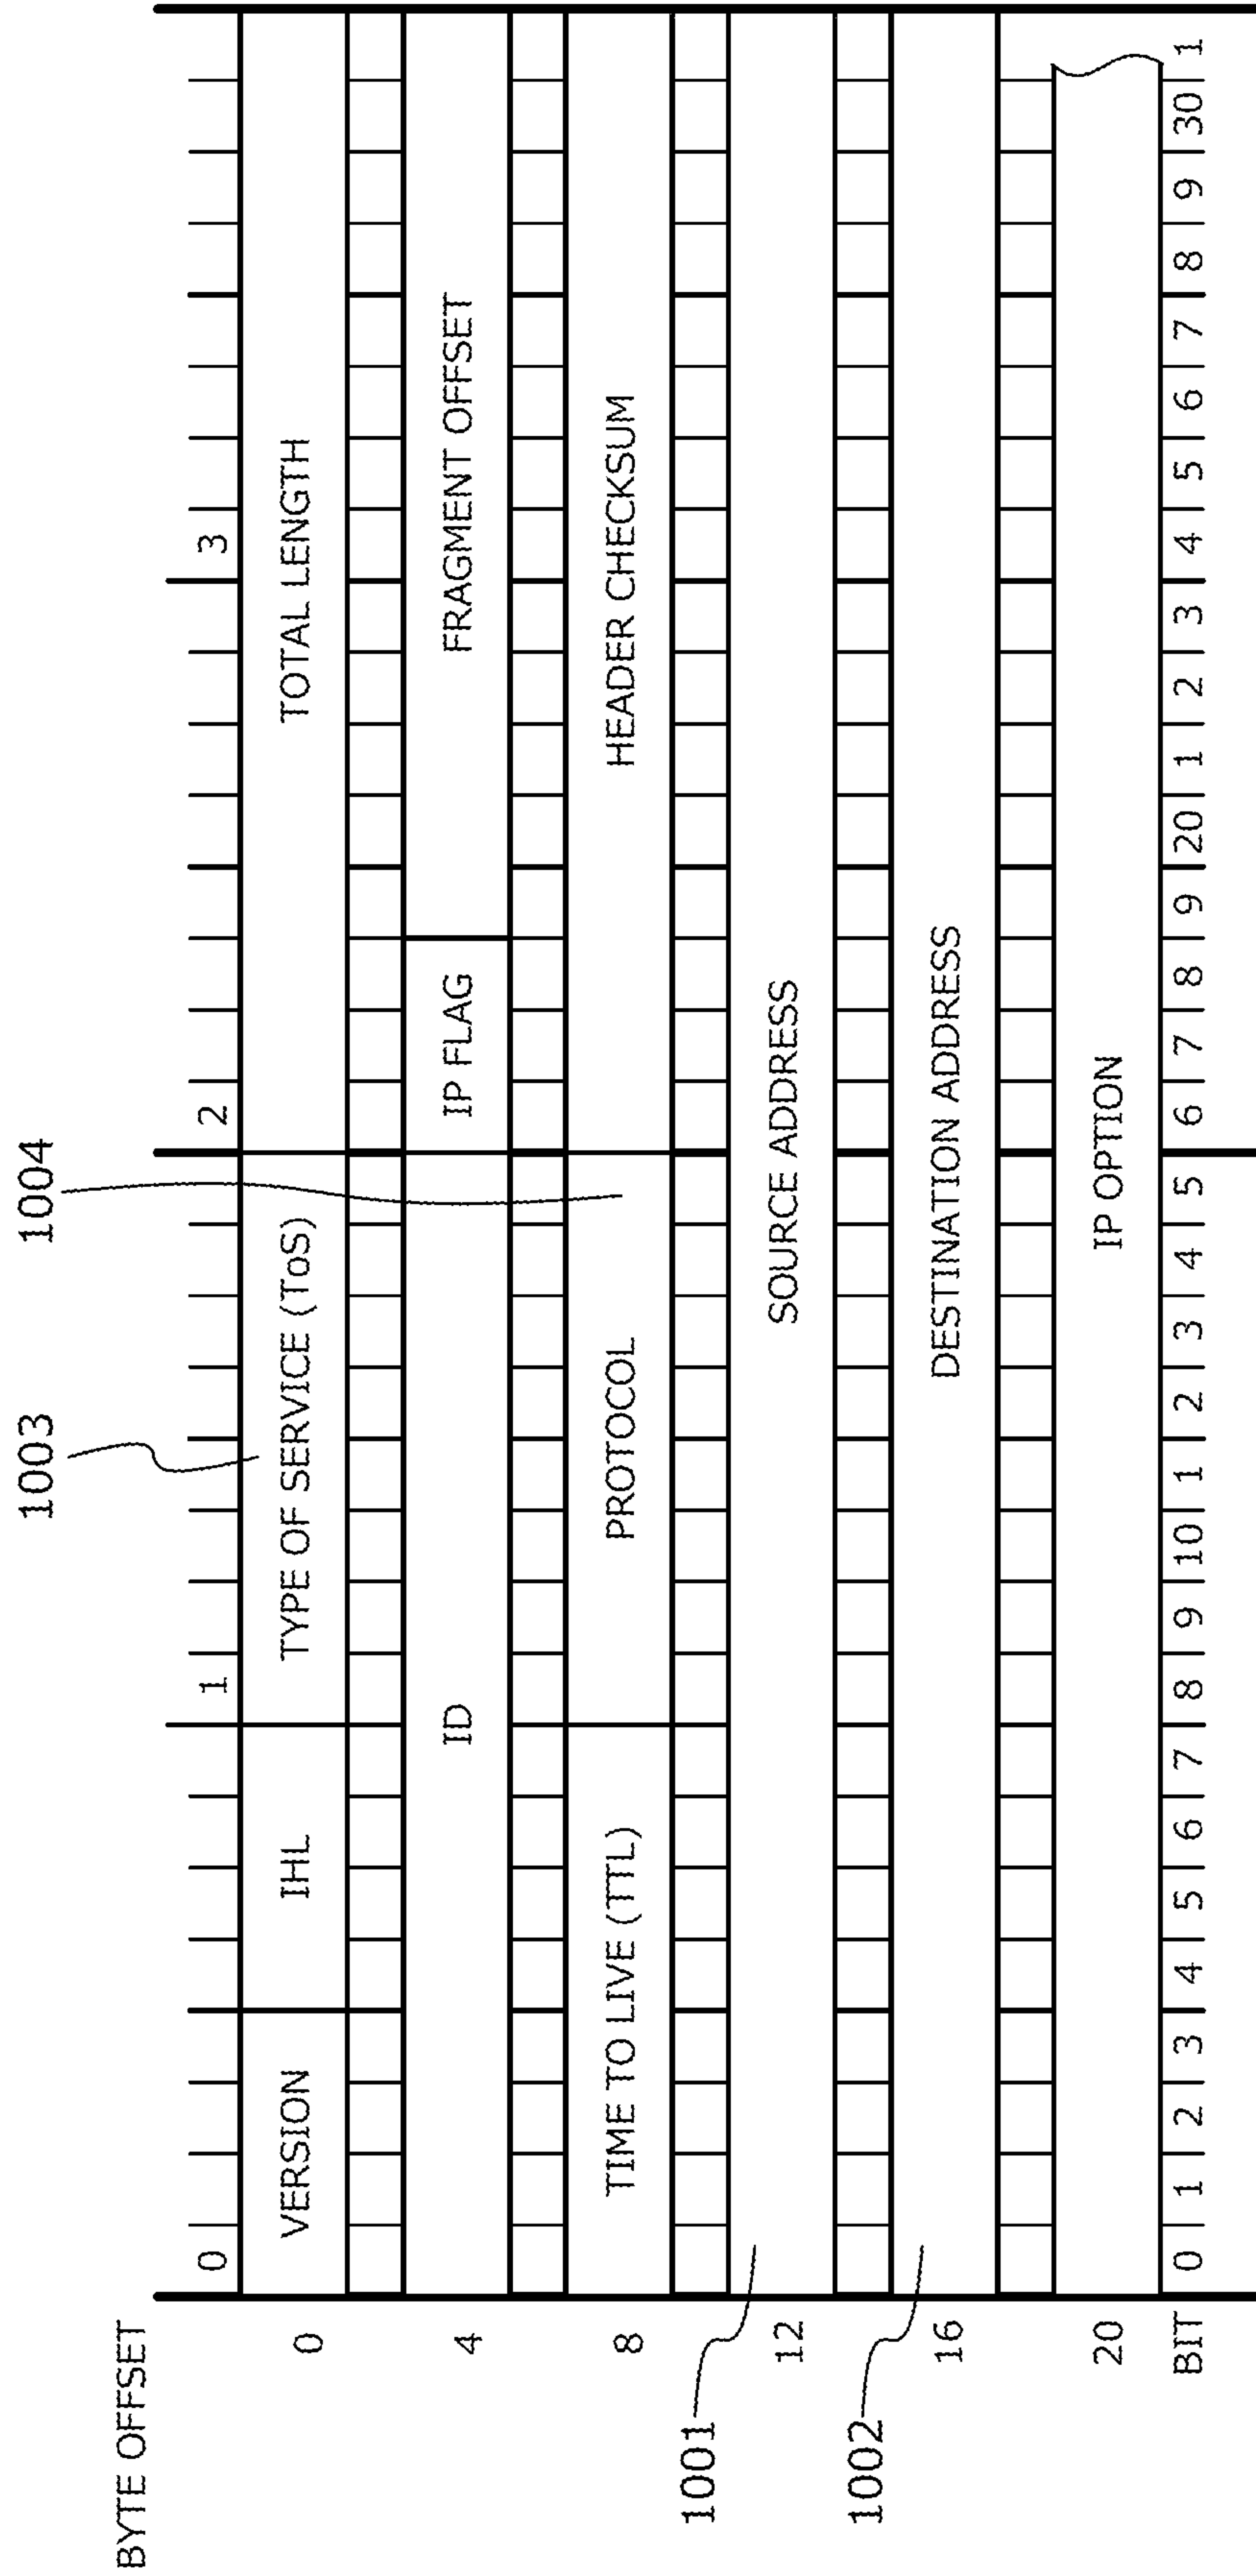 1003 1004
BYTE OFFSET
0 1 2 3
0 VERSION IHL TYPE OF SERVICE (ToS) TOTAL LENGTH
4 ID IP FLAG FRAGMENT OFFSET
8 TIME TO LIVE (TTL) PROTOCOL HEADER CHECKSUM
1001
12 SOURCE ADDRESS
1002
16 DESTINATION ADDRESS
20 IP OPTION
BIT 0 1 2 3 4 5 6 7 8 9 10 1 2 3 4 5 6 7 8 9 20 1 2 3 4 5 6 7 8 9 30 1